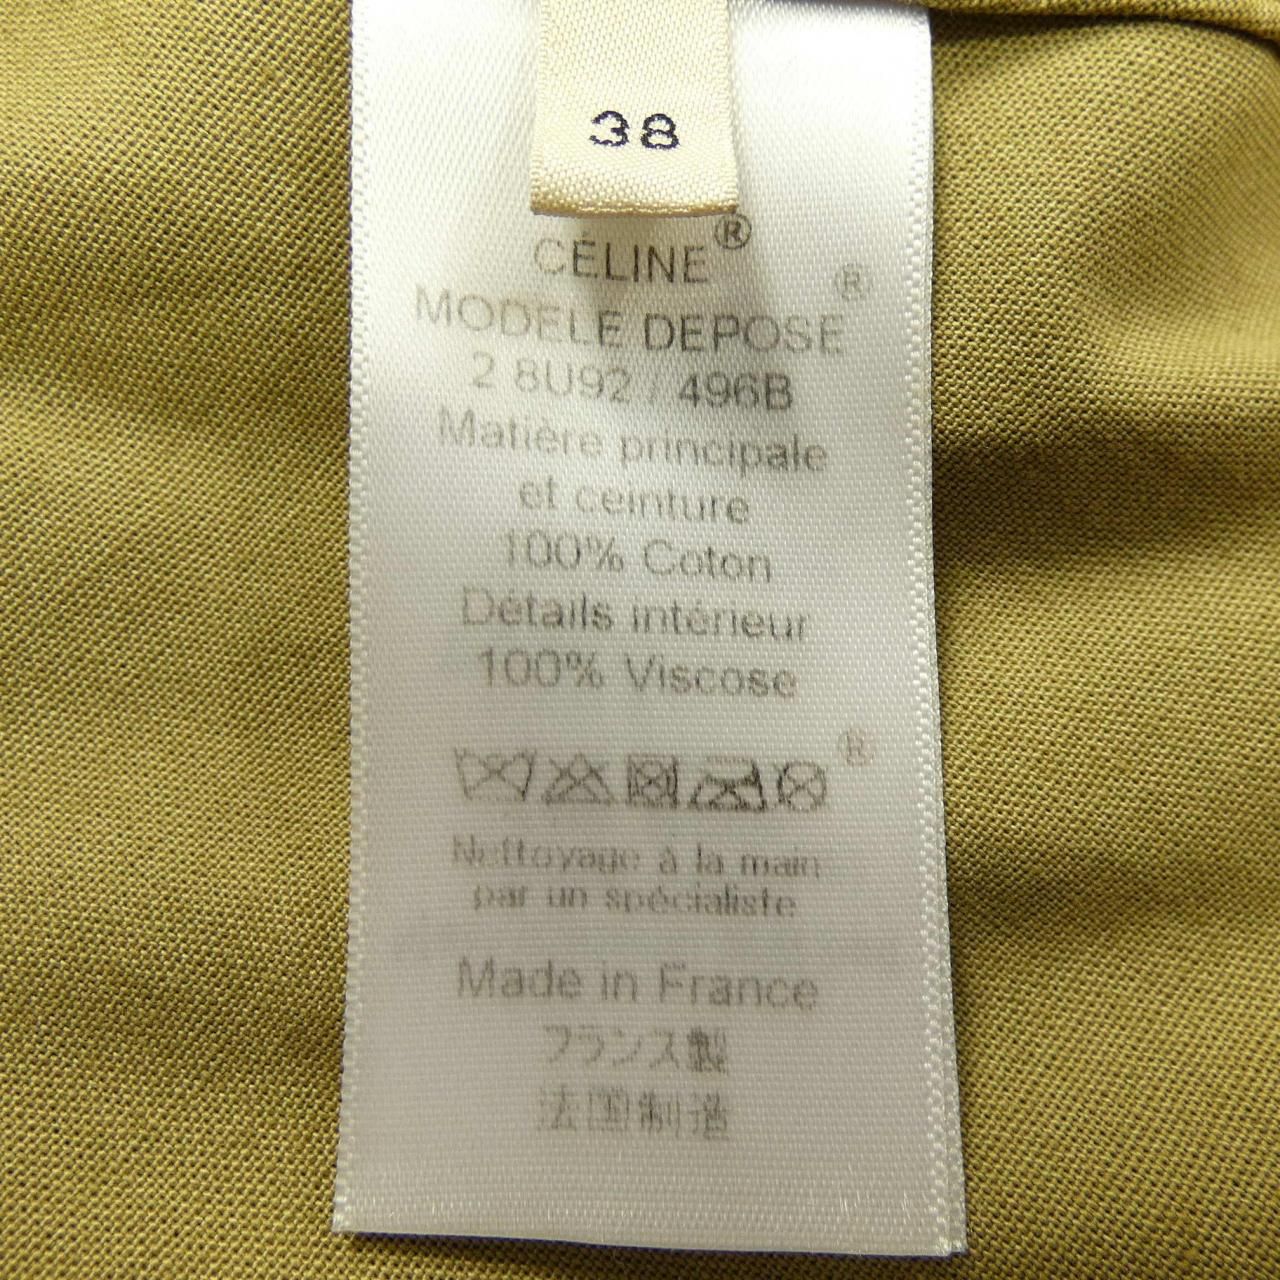 38
CÉLINE®
®
MODELE DEPOSE
2 8U92 / 496B
Matière principale
et ceinture
100% Coton
Détails intérieur
100% Viscose
®
Nettoyage à la main
par un spécialiste
Made in France
フランス製
法国制造